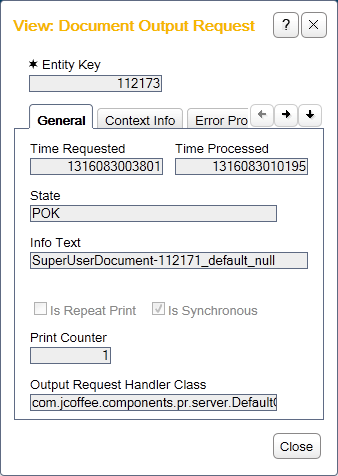 View: Document Output Request ? ×
✶ Entity Key
112173
General Context Info Error Pro
Time Requested Time Processed
1316083003801 1316083010195
State
POK
Info Text
SuperUserDocument-112171_default_null
Is Repeat Print Is Synchronous
Print Counter
1
Output Request Handler Class
com.jcoffee.components.pr.server.Default
Close